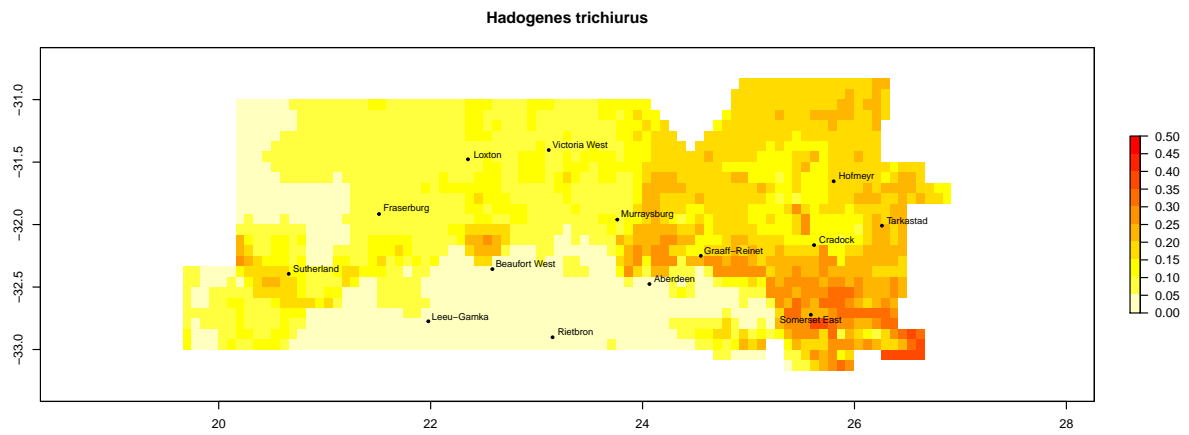 Hadogenes trichiurus
-31.0
-31.5
-32.0
-32.5
-33.0
Victoria West
Loxton
Hofmeyr
Fraserburg
Murraysburg
Tarkastad
Cradock
Graaff-Reinet
Beaufort West
Sutherland
Aberdeen
Leeu-Gamka
Somerset East
Rietbron
0.50
0.45
0.40
0.35
0.30
0.25
0.20
0.15
0.10
0.05
0.00
20 22 24 26 28